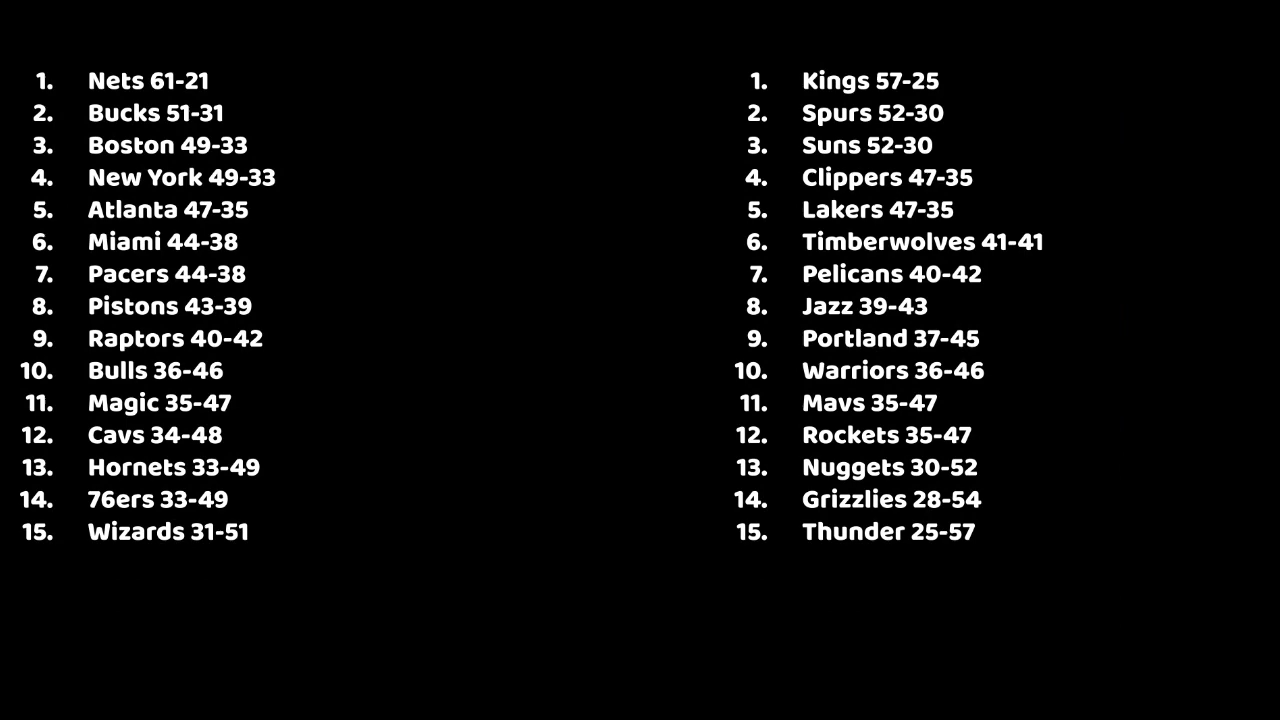 1. Nets 61-21
2. Bucks 51-31
3. Boston 49-33
4. New York 49-33
5. Atlanta 47-35
6. Miami 44-38
7. Pacers 44-38
8. Pistons 43-39
9. Raptors 40-42
10. Bulls 36-46
11. Magic 35-47
12. Cavs 34-48
13. Hornets 33-49
14. 76ers 33-49
15. Wizards 31-51
1. Kings 57-25
2. Spurs 52-30
3. Suns 52-30
4. Clippers 47-35
5. Lakers 47-35
6. Timberwolves 41-41
7. Pelicans 40-42
8. Jazz 39-43
9. Portland 37-45
10. Warriors 36-46
11. Mavs 35-47
12. Rockets 35-47
13. Nuggets 30-52
14. Grizzlies 28-54
15. Thunder 25-57